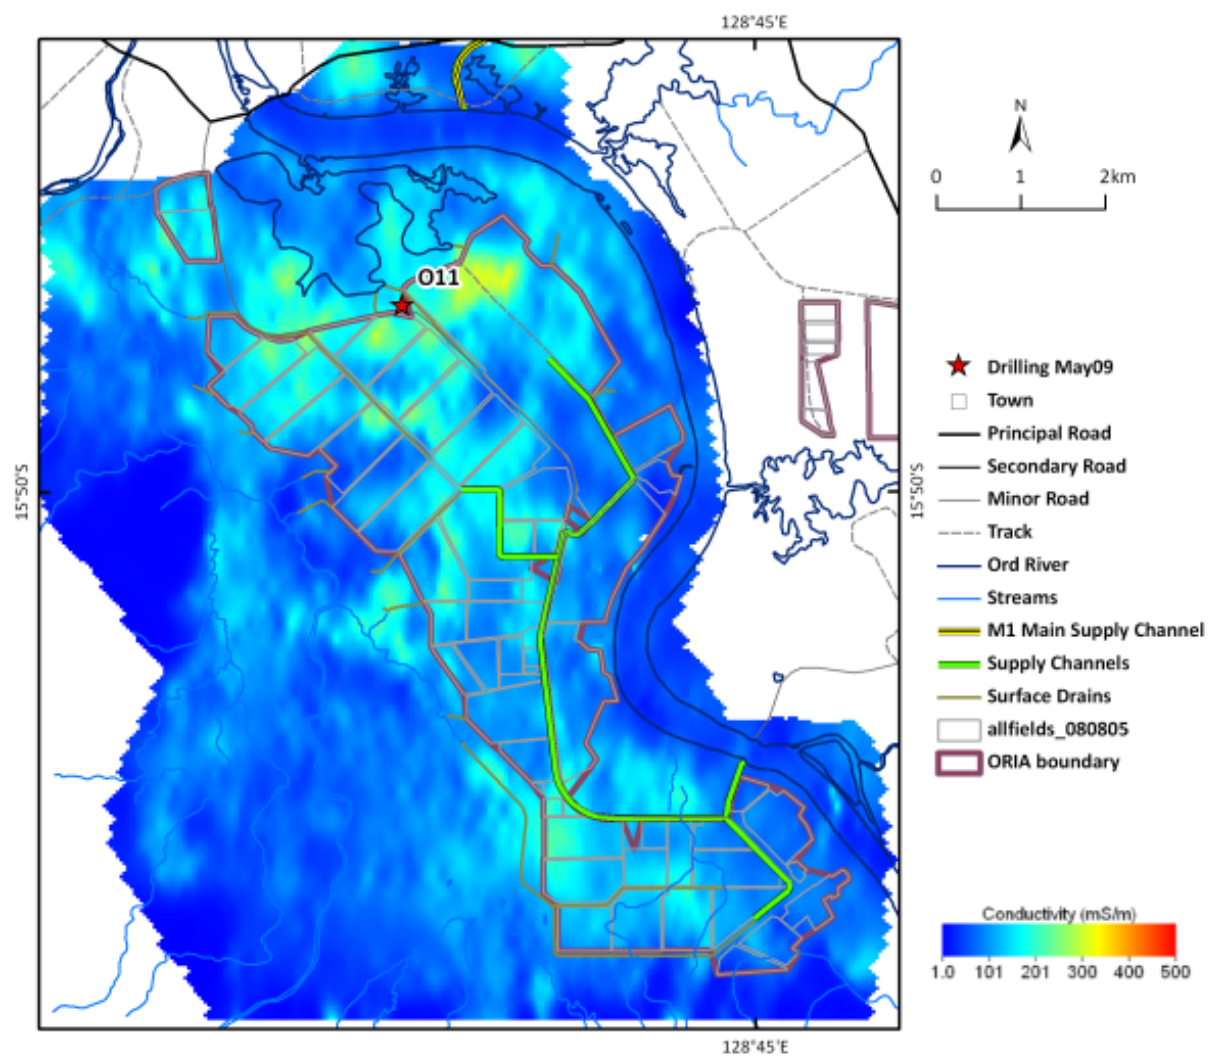 128°45'E
N
0 1 2km
O11
15°50'S
15°50'S
Drilling May09
Town
Principal Road
Secondary Road
Minor Road
Track
Ord River
Streams
M1 Main Supply Channel
Supply Channels
Surface Drains
allfields_080805
ORIA boundary
Conductivity (mS/m)
1.0 101 201 300 400 500
128°45'E